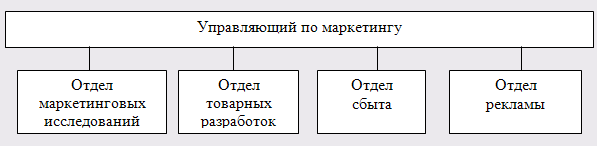 Управляющий по маркетингу
Отдел
маркетинговых
исследований
Отдел
товарных
разработок
Отдел
сбыта
Отдел
рекламы